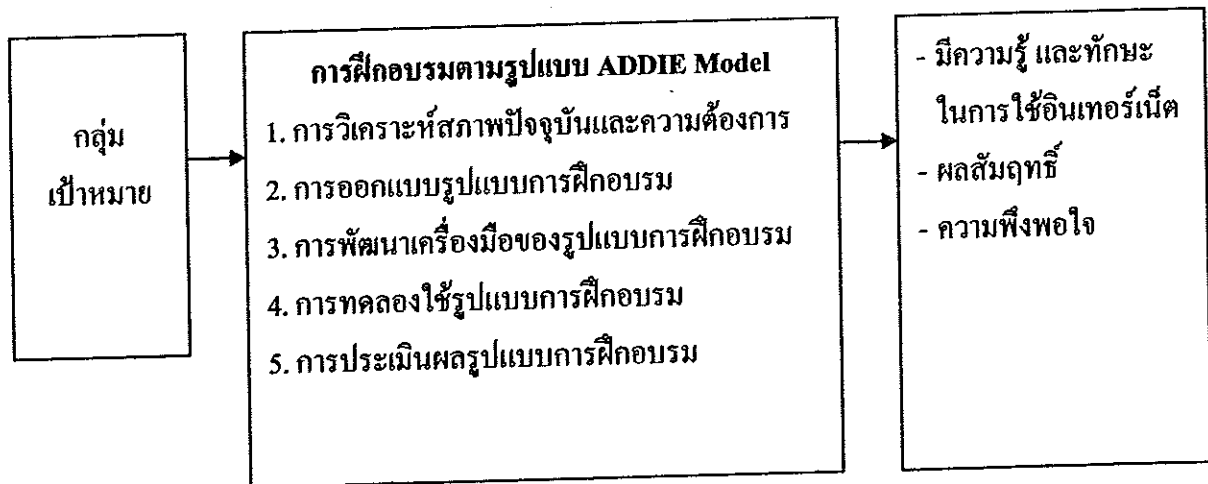 กลุ่ม
เป้าหมาย
การฝึกอบรมตามรูปแบบ ADDIE Model
1. การวิเคราะห์สภาพปัจจุบันและความต้องการ
2. การออกแบบรูปแบบการฝึกอบรม
3. การพัฒนาเครื่องมือของรูปแบบการฝึกอบรม
4. การทดลองใช้รูปแบบการฝึกอบรม
5. การประเมินผลรูปแบบการฝึกอบรม
- มีความรู้ และทักษะ
ในการใช้อินเทอร์เน็ต
- ผลสัมฤทธิ์
- ความพึงพอใจ